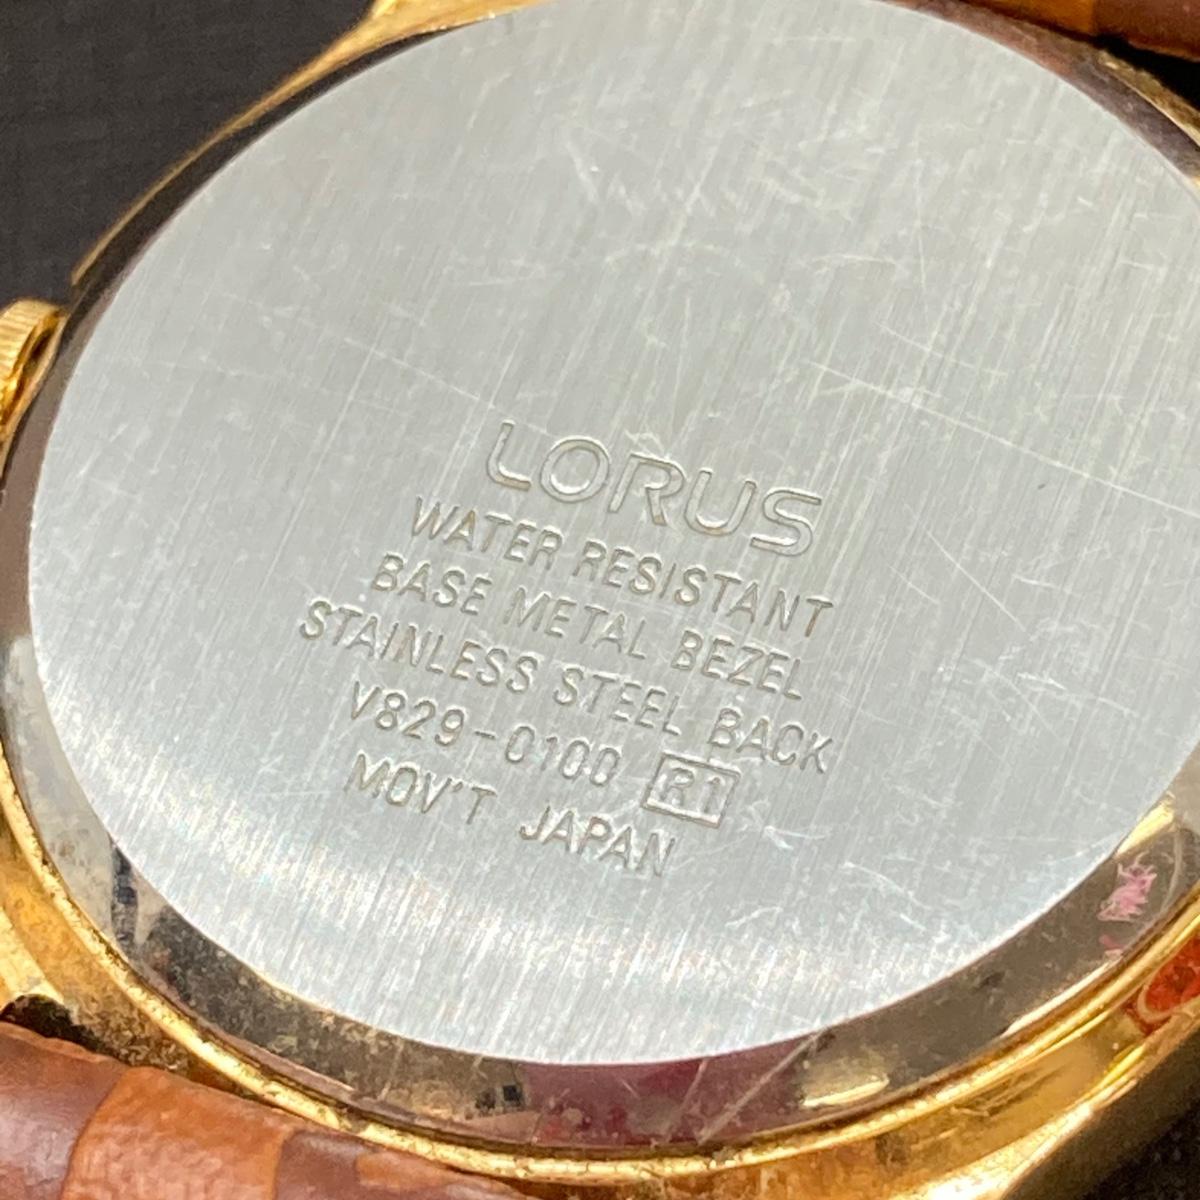 LORUS
WATER RESISTANT
BASE METAL BEZEL
STAINLESS STEEL BACK
V829-0100 R1
MOV'T JAPAN